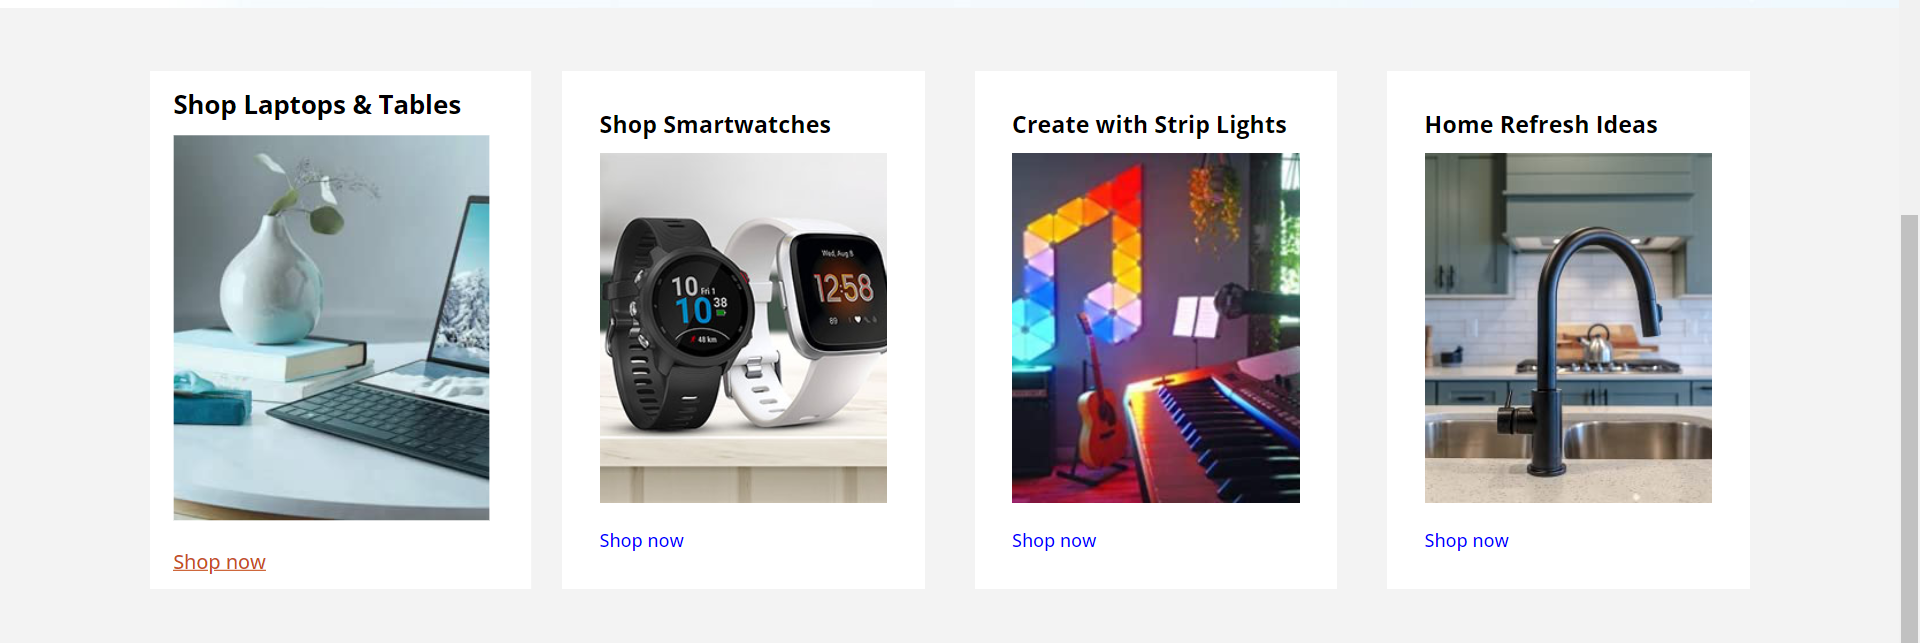 Shop Laptops & Tables
Shop Smartwatches
Create with Strip Lights
Home Refresh Ideas
10 Fri 1
10 38
48 km
Wed, Aug 8
12:58
89
Shop now
Shop now
Shop now
Shop now